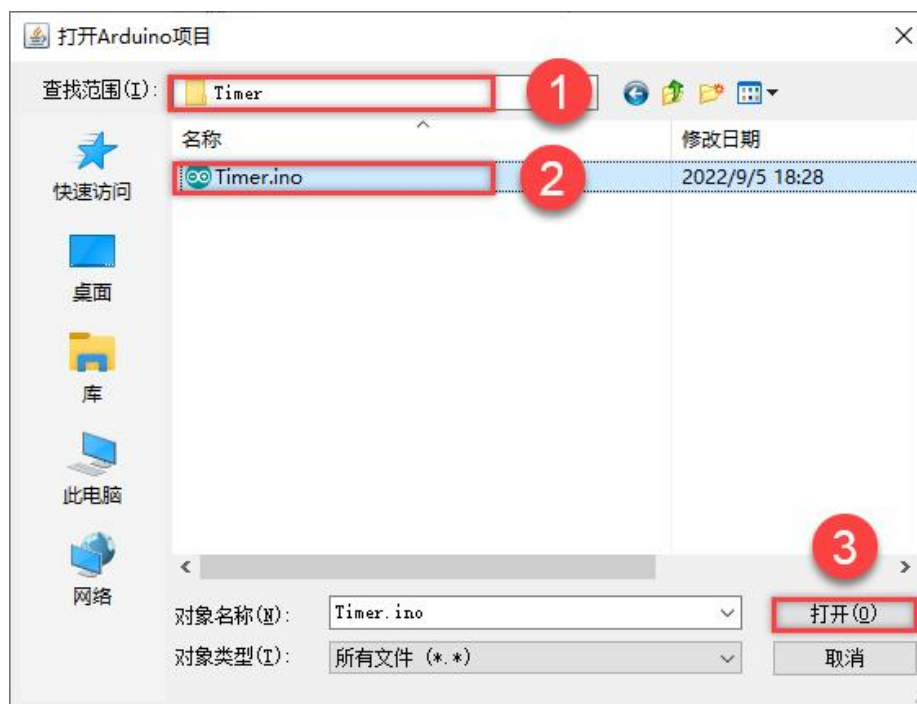 打开Arduino项目
查找范围(I): Timer 1
名称 修改日期
Timer.ino 2 2022/9/5 18:28
快速访问
桌面
库
此电脑
网络
3
对象名称(N): Timer.ino 打开(O)
对象类型(T): 所有文件 (*.*) 取消